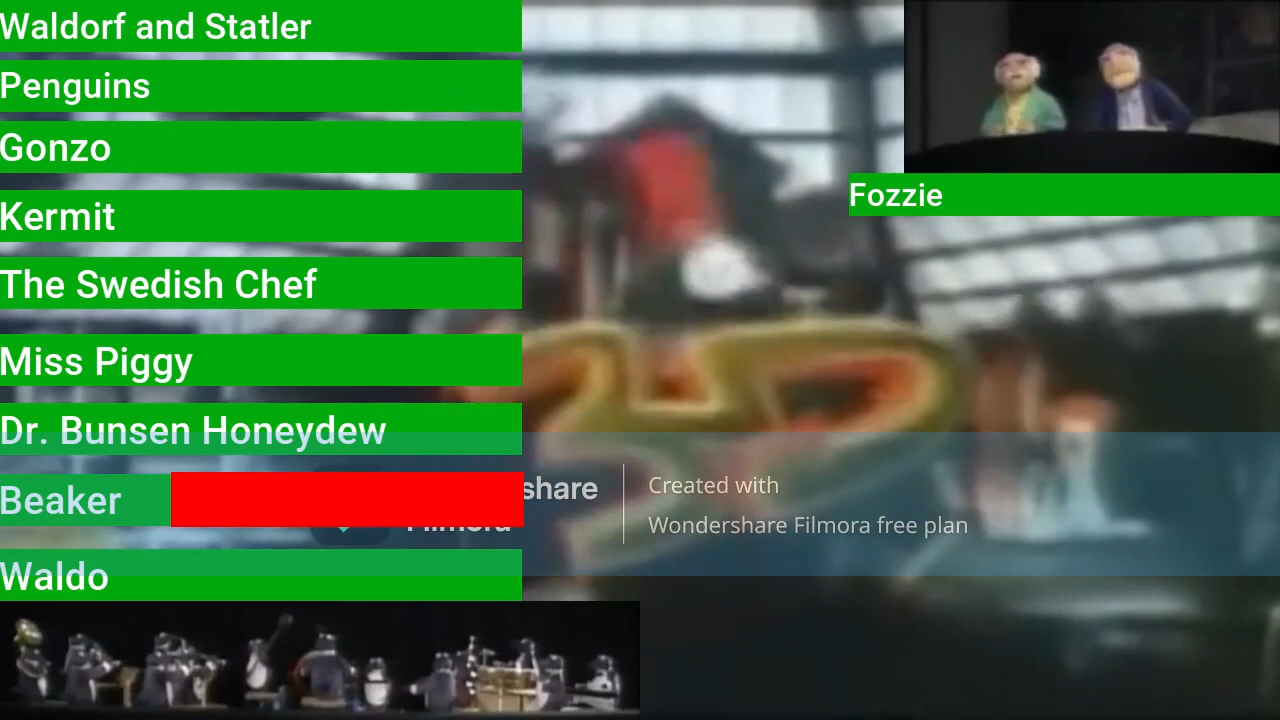 Waldorf and Statler
Penguins
Gonzo
Fozzie
Kermit
The Swedish Chef
Miss Piggy
Dr. Bunsen Honeydew
Beaker
share
Filmora
Created with
Wondershare Filmora free plan
Waldo